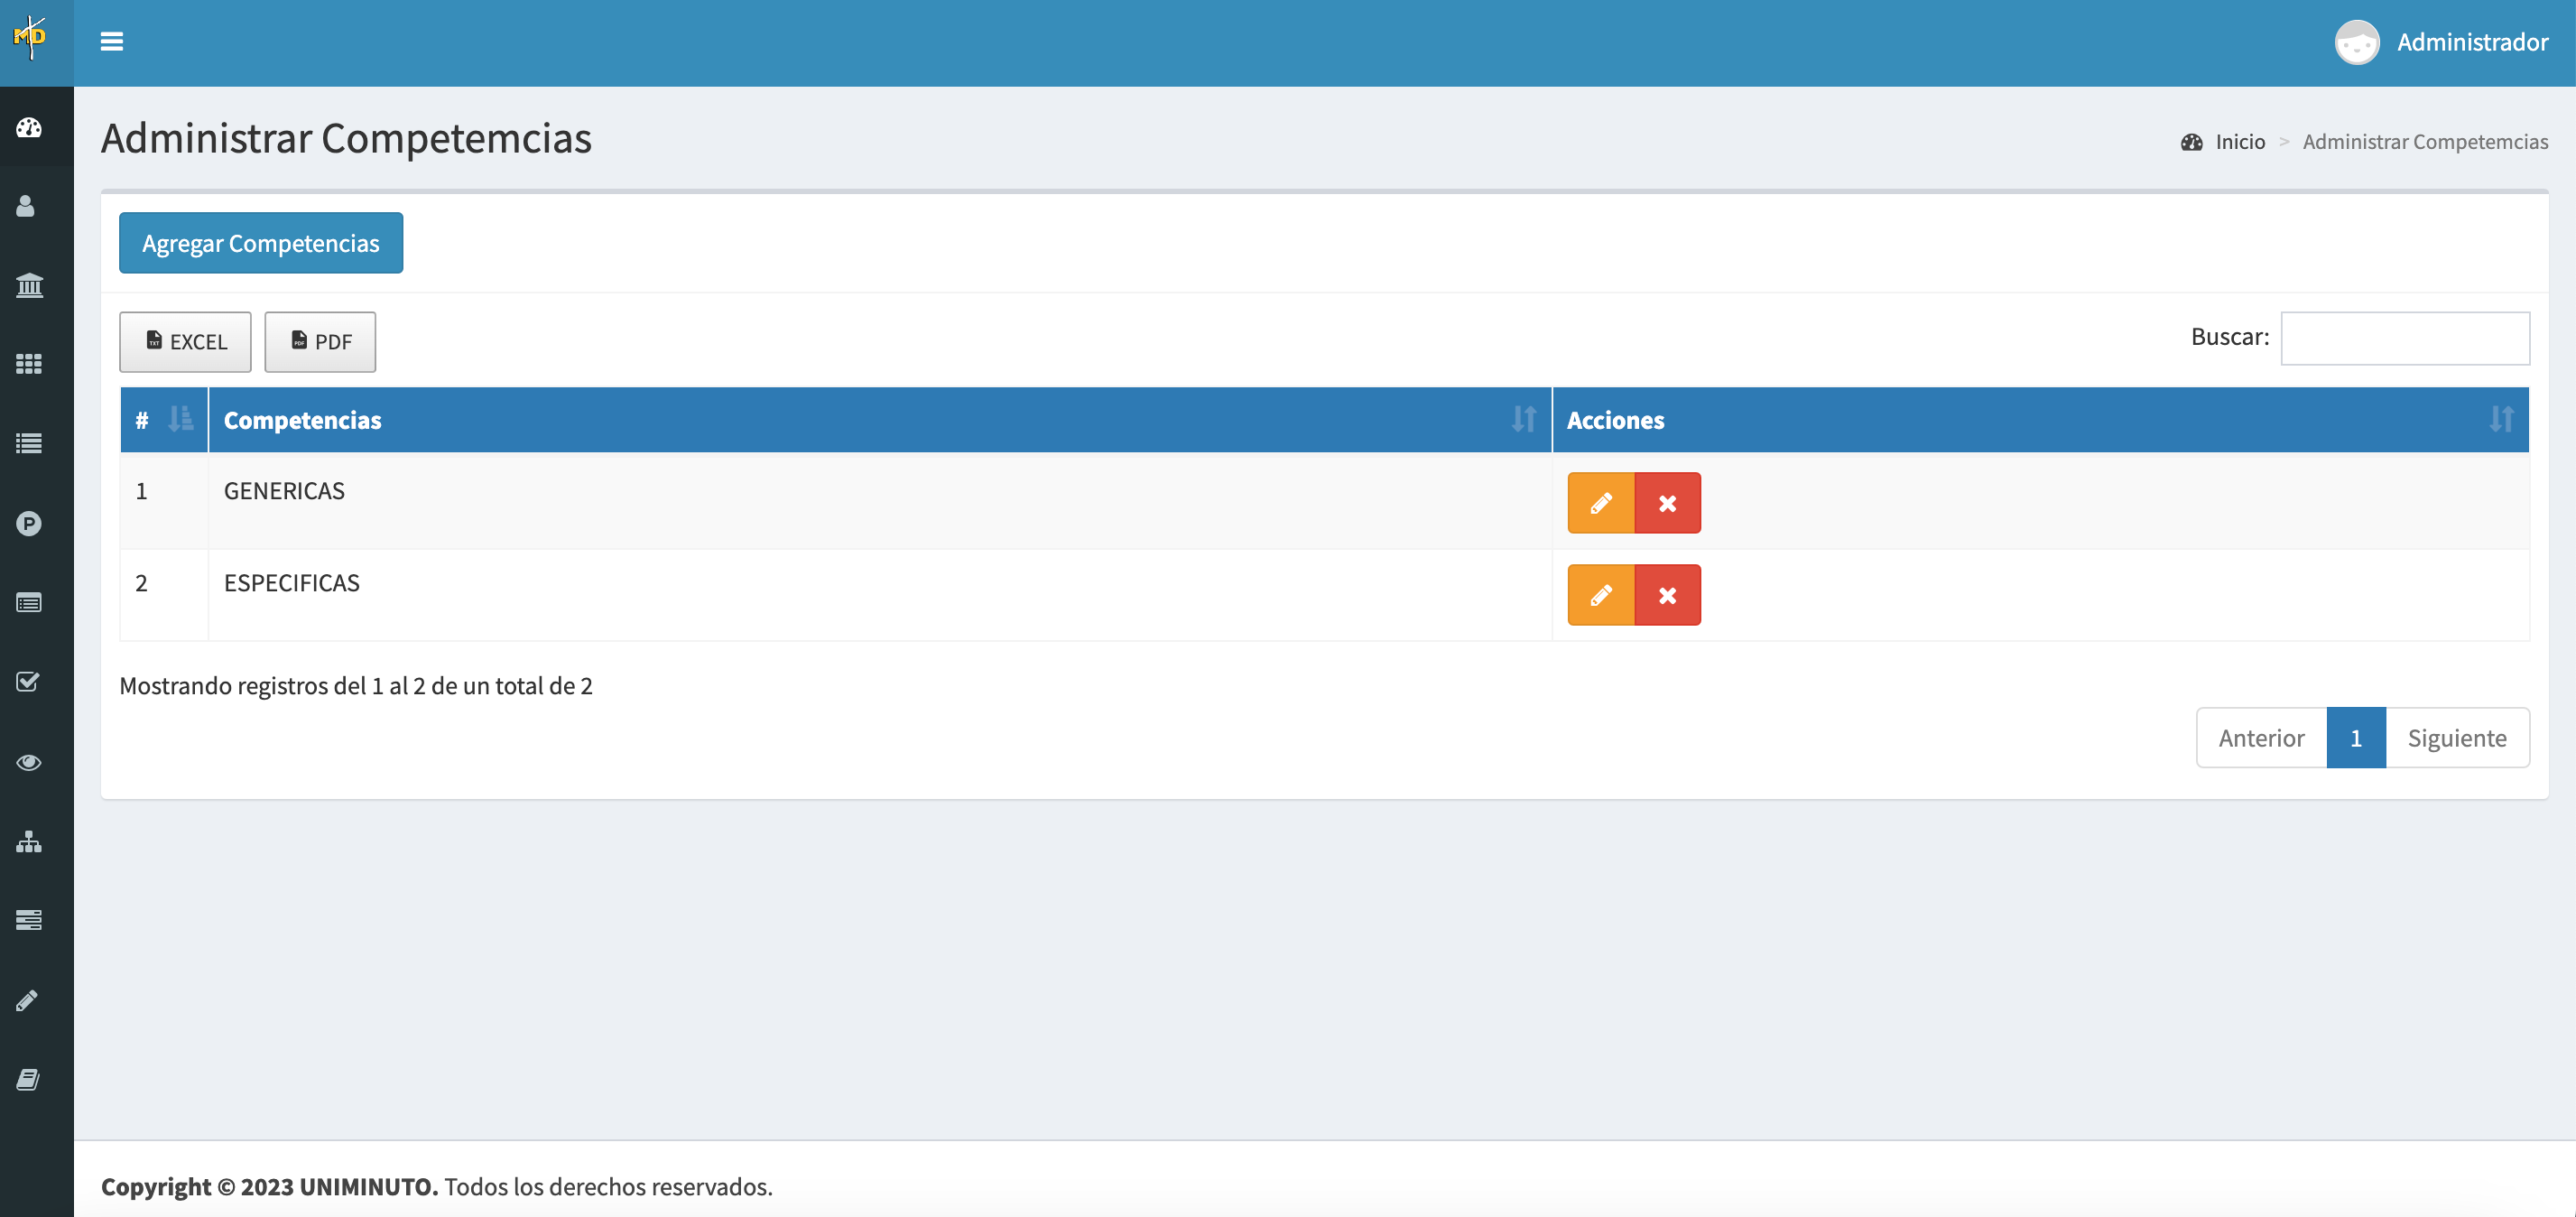 MD
Administrador
Administrar Competemcias
Inicio > Administrar Competemcias
Agregar Competencias
EXCEL PDF
Buscar:
# Competencias Acciones
1 GENERICAS
2 ESPECIFICAS
Mostrando registros del 1 al 2 de un total de 2
Anterior 1 Siguiente
Copyright © 2023 UNIMINUTO. Todos los derechos reservados.